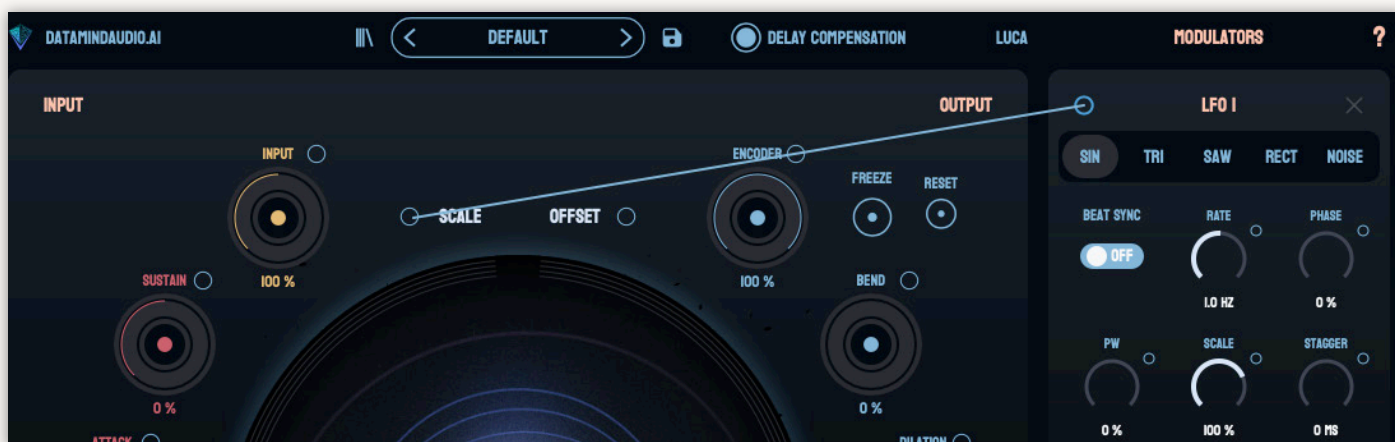 DATAMINDAUDIO.AI
DEFAULT
DELAY COMPENSATION
LUCA
MODULATORS
?
INPUT
OUTPUT
LFO 1
INPUT
ENCODER
SIN
TRI
SAW
RECT
NOISE
FREEZE
RESET
SCALE
OFFSET
BEAT SYNC
RATE
PHASE
OFF
SUSTAIN
100 %
100 %
BEND
1.0 HZ
0 %
PW
SCALE
STAGGER
0 %
0 %
0 %
100 %
0 MS
ATTACK
DILATION